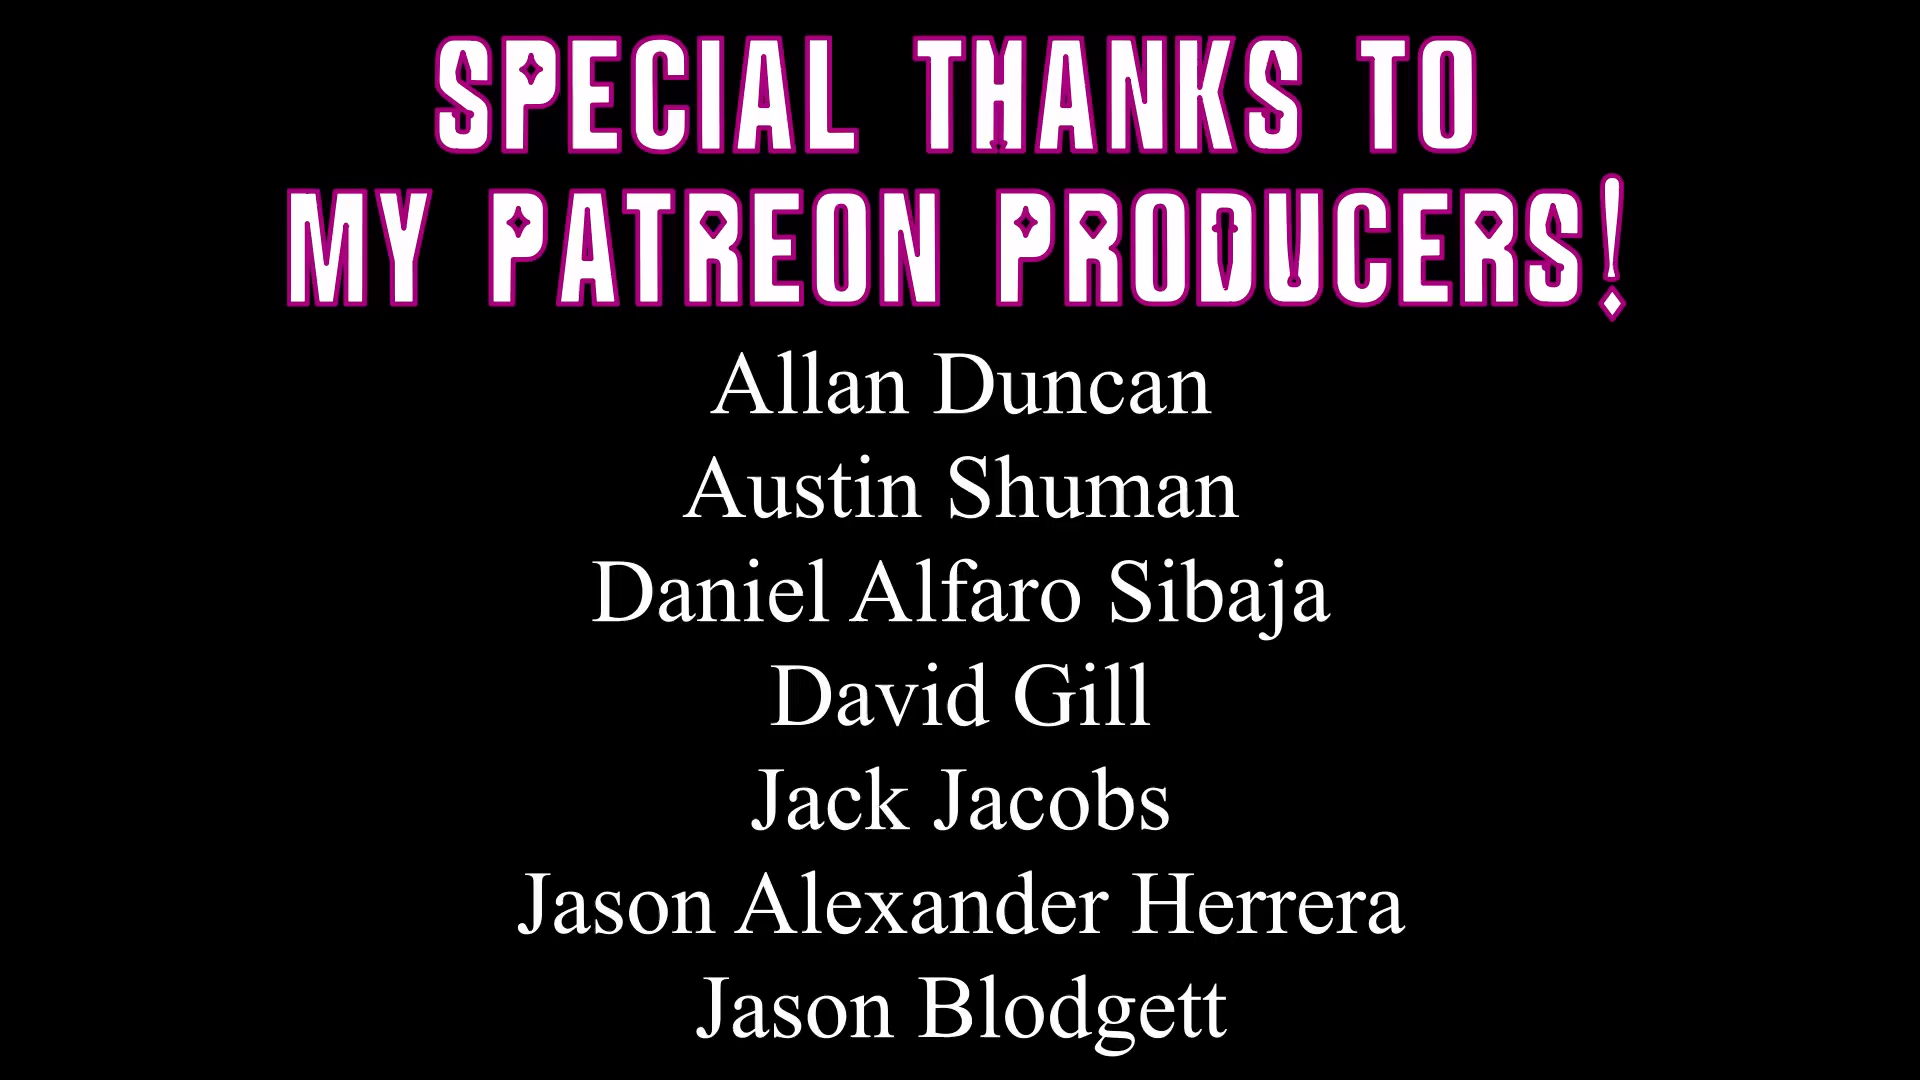 SPECIAL THANKS TO
MY PATREON PRODUCERS!
Allan Duncan
Austin Shuman
Daniel Alfaro Sibaja
David Gill
Jack Jacobs
Jason Alexander Herrera
Jason Blodgett